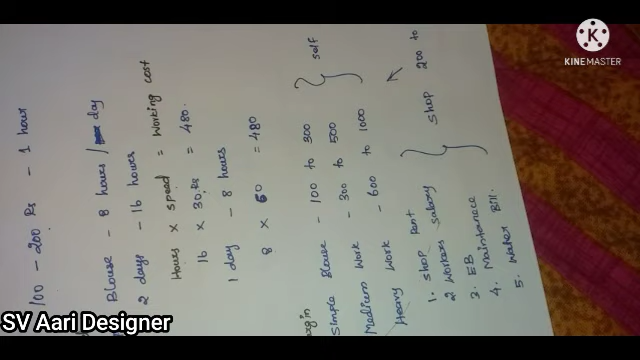 100 - 200 Rs - 1 hour
Blouse - 8 hours / day
2 days - 16 hours
Hours x speed = working cost
16 x 30 Rs = 480.
1 day - 8 hours
8 x 60 = 480
Simple Blouse - 100 to 300
Medium Work - 300 to 500
Heavy Work - 600 to 1000
self
1. Shop Rent
2 Workers salary
3. EB
4. Maintanace
5. Water Bill.
shop 200 to
KINEMASTER
SV Aari Designer